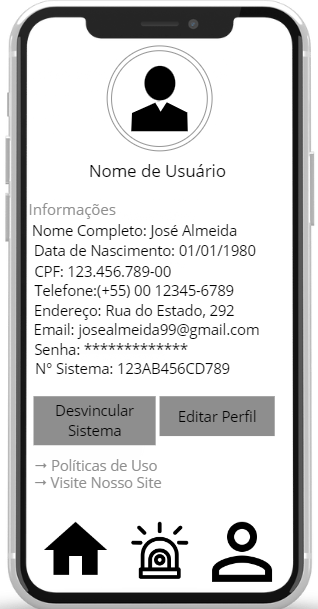 Nome de Usuário
Informações
Nome Completo: José Almeida
Data de Nascimento: 01/01/1980
CPF: 123.456.789-00
Telefone:(+55) 00 12345-6789
Endereço: Rua do Estado, 292
Email: josealmeida99@gmail.com
Senha: *************
N° Sistema: 123AB456CD789
Desvincular
Sistema
Editar Perfil
→ Políticas de Uso
→ Visite Nosso Site